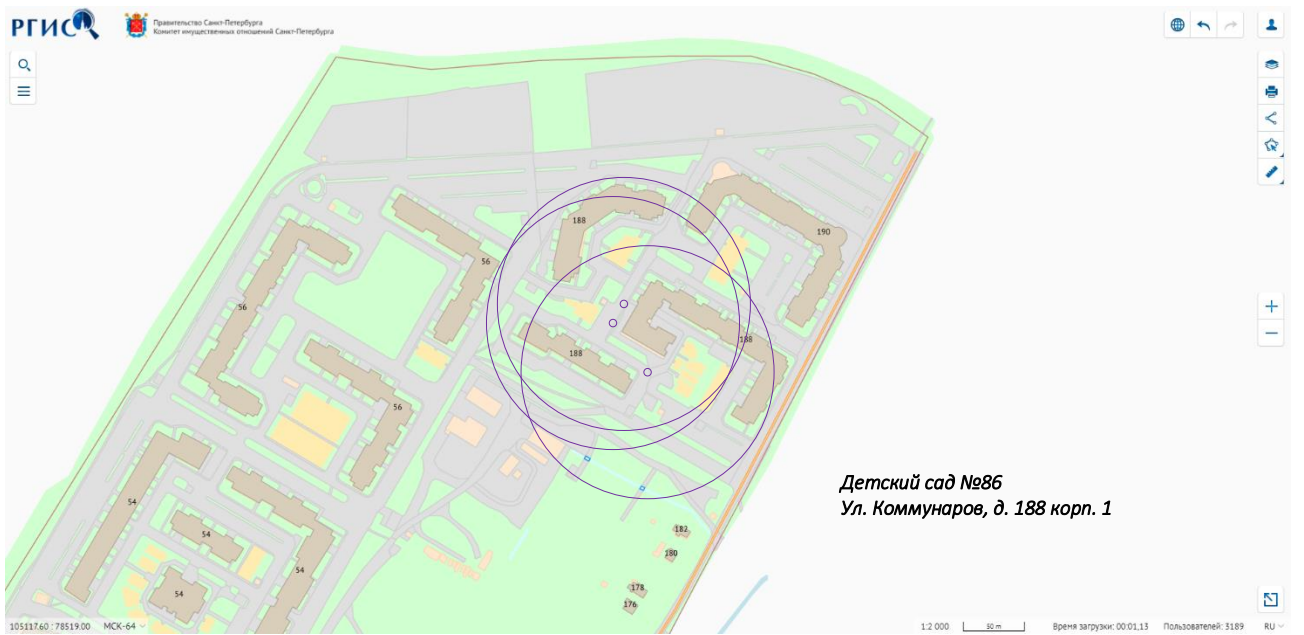 РГИС
Правительство Санкт-Петербурга
Комитет имущественных отношений Санкт-Петербурга
188
190
56
56
188
188
56
54
54
54
54
182
180
178
176
Детский сад №86
Ул. Коммунаров, д. 188 корп. 1
105117.60 : 78519.00 МСК-64
1:2 000 50 m Время загрузки: 00:01,13 Пользователей: 3189 RU